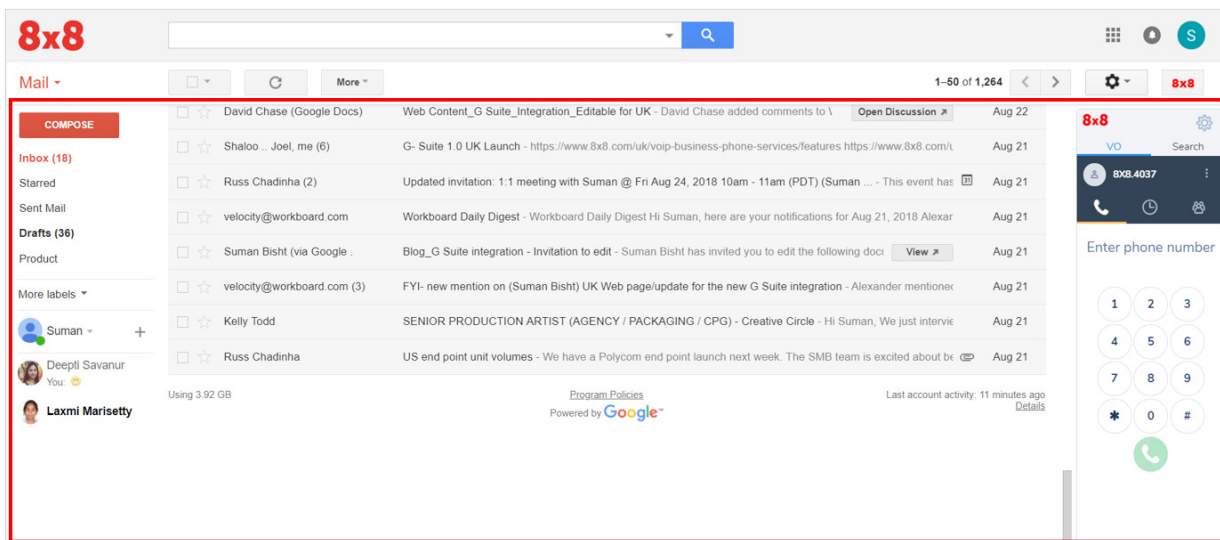 8x8
S
Mail
More
1–50 of 1,264
8x8
COMPOSE
Inbox (18)
Starred
Sent Mail
Drafts (36)
Product
More labels
Suman
+
Deepti Savanur
You:
Laxmi Marisetty
David Chase (Google Docs) Web Content_G Suite_Integration_Editable for UK - David Chase added comments to Open Discussion Aug 22
Shaloo .. Joel, me (6) G- Suite 1.0 UK Launch - https://www.8x8.com/uk/voip-business-phone-services/features https://www.8x8.com/u Aug 21
Russ Chadinha (2) Updated invitation: 1:1 meeting with Suman @ Fri Aug 24, 2018 10am - 11am (PDT) (Suman ... - This event has 31 Aug 21
velocity@workboard.com Workboard Daily Digest - Workboard Daily Digest Hi Suman, here are your notifications for Aug 21, 2018 Alexar Aug 21
Suman Bisht (via Google . Blog_G Suite integration - Invitation to edit - Suman Bisht has invited you to edit the following doc View Aug 21
velocity@workboard.com (3) FYI- new mention on (Suman Bisht) UK Web page/update for the new G Suite integration - Alexander mentioned Aug 21
Kelly Todd SENIOR PRODUCTION ARTIST (AGENCY / PACKAGING / CPG) - Creative Circle - Hi Suman, We just intervie Aug 21
Russ Chadinha US end point unit volumes - We have a Polycom end point launch next week. The SMB team is excited about be Aug 21
Using 3.92 GB
Program Policies
Powered by Google™
Last account activity: 11 minutes ago
Details
8x8
VO Search
8X8.4037
Enter phone number
1 2 3
4 5 6
7 8 9
* 0 #